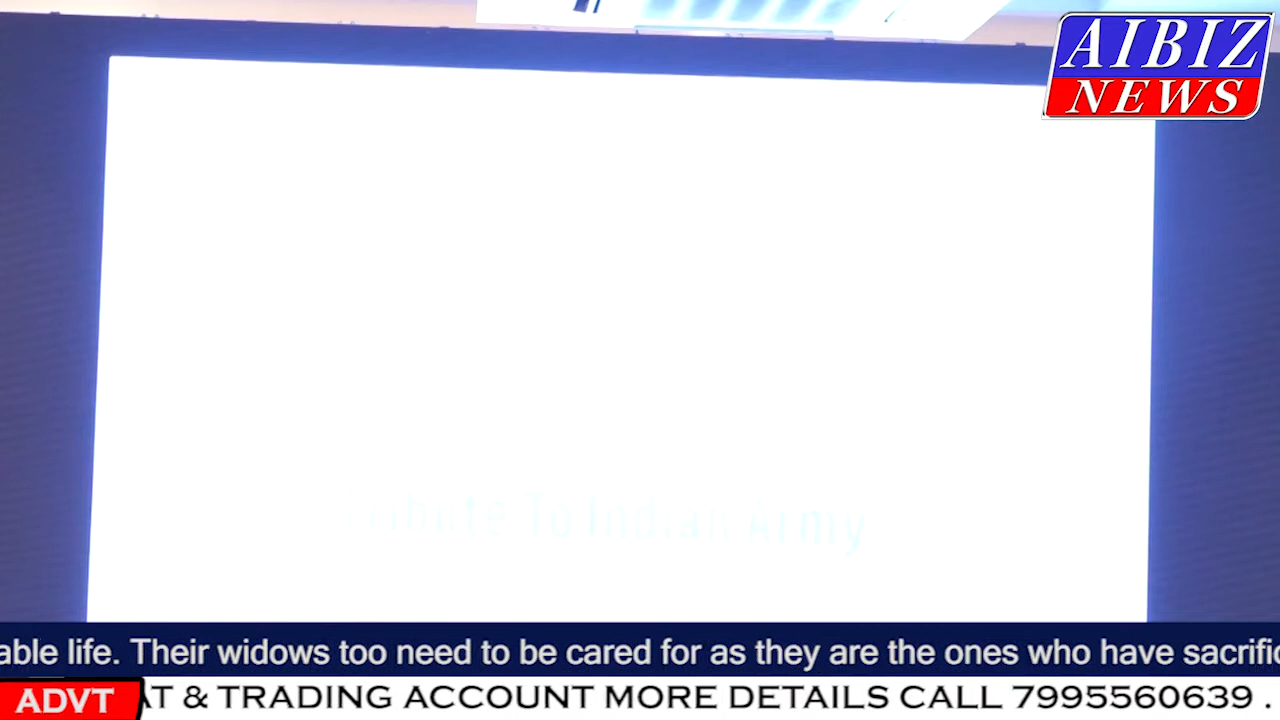 AIBIZ
NEWS
Tribute To Indian Army
able life. Their widows too need to be cared for as they are the ones who have sacrific
ADVT
AT & TRADING ACCOUNT MORE DETAILS CALL 7995560639 .